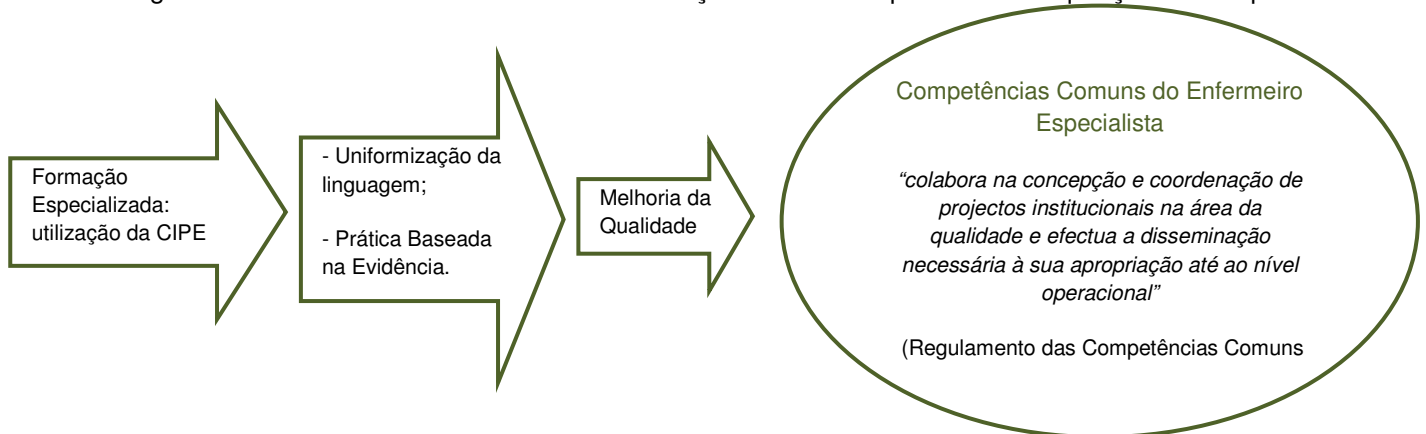 Formação
Especializada:
utilização da CIPE
- Uniformização da
linguagem;
- Prática Baseada
na Evidência.
Melhoria da
Qualidade
Competências Comuns do Enfermeiro
Especialista
“colabora na concepção e coordenação de
projectos institucionais na área da
qualidade e efectua a disseminação
necessária à sua apropriação até ao nível
operacional”
(Regulamento das Competências Comuns